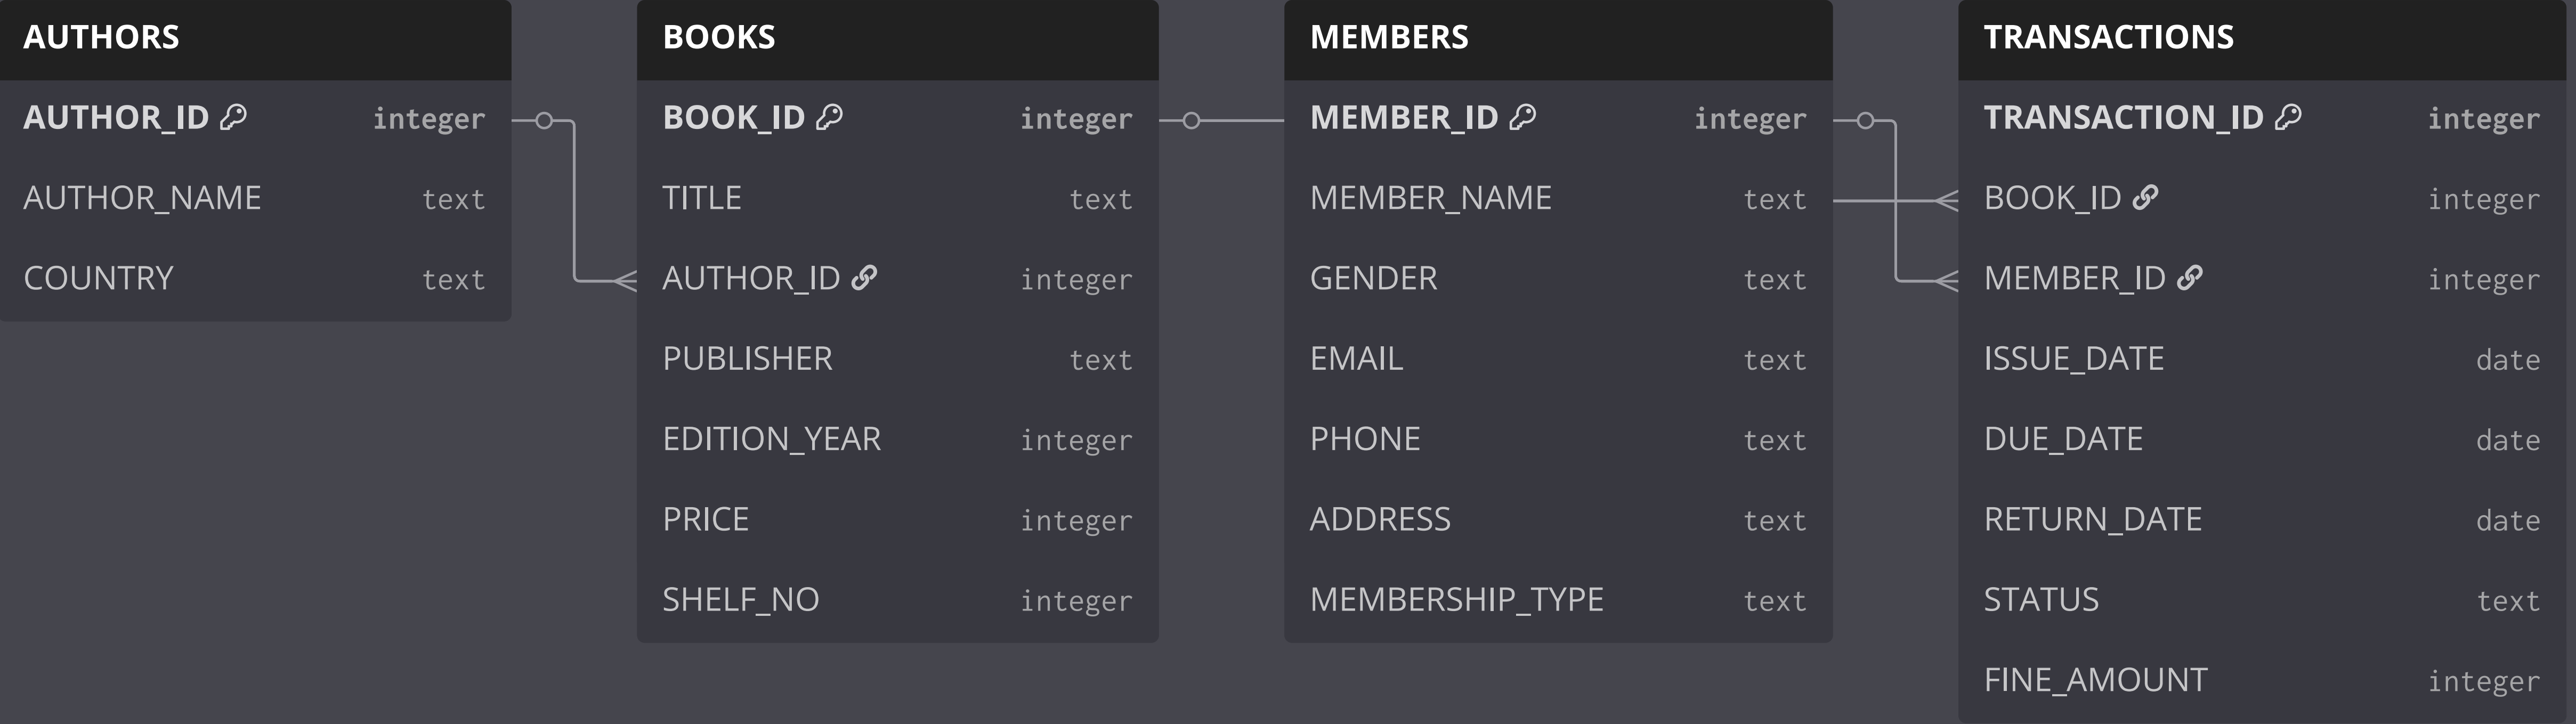 AUTHORS
AUTHOR_ID integer
AUTHOR_NAME text
COUNTRY text
BOOKS
BOOK_ID integer
TITLE text
AUTHOR_ID integer
PUBLISHER text
EDITION_YEAR integer
PRICE integer
SHELF_NO integer
MEMBERS
MEMBER_ID integer
MEMBER_NAME text
GENDER text
EMAIL text
PHONE text
ADDRESS text
MEMBERSHIP_TYPE text
TRANSACTIONS
TRANSACTION_ID integer
BOOK_ID integer
MEMBER_ID integer
ISSUE_DATE date
DUE_DATE date
RETURN_DATE date
STATUS text
FINE_AMOUNT integer